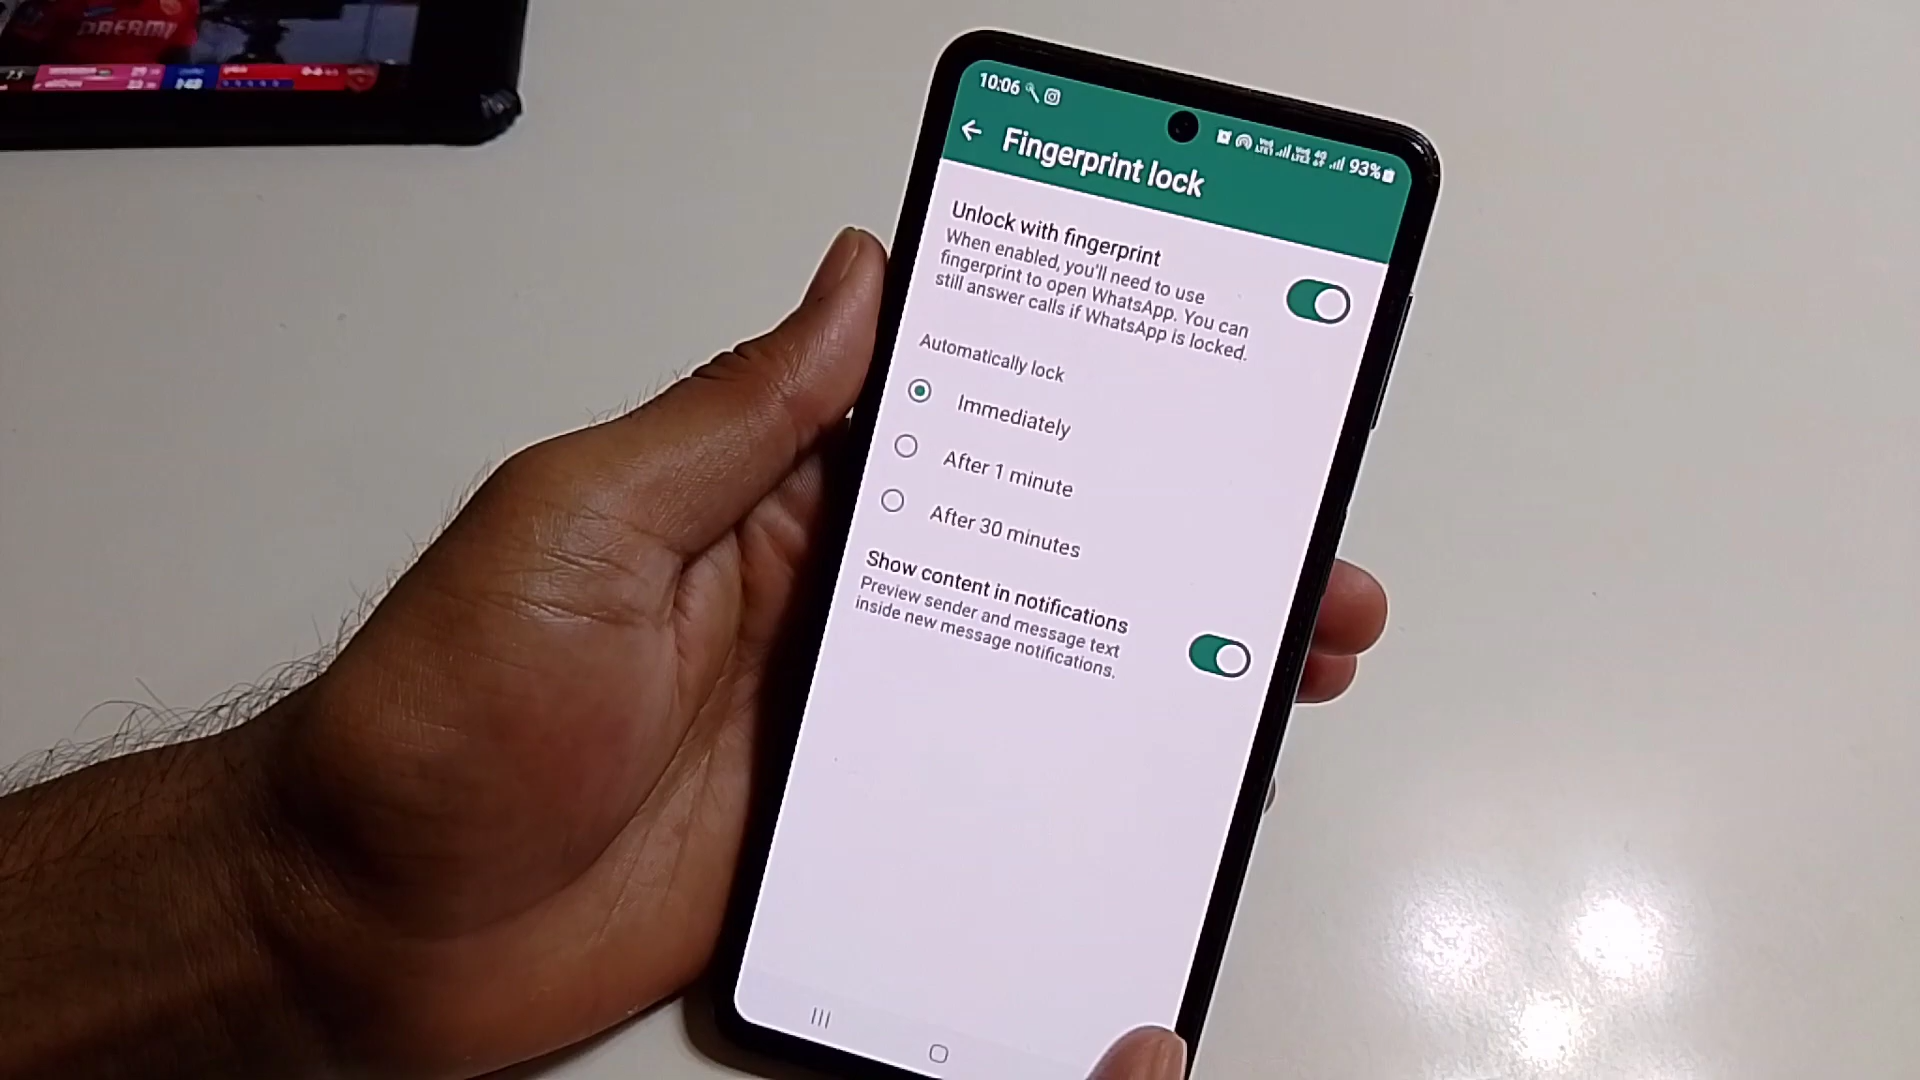 DREAM11
10:06
93%
Fingerprint lock
Unlock with fingerprint
When enabled, you'll need to use
fingerprint to open WhatsApp. You can
still answer calls if WhatsApp is locked.
Automatically lock
Immediately
After 1 minute
After 30 minutes
Show content in notifications
Preview sender and message text
inside new message notifications.